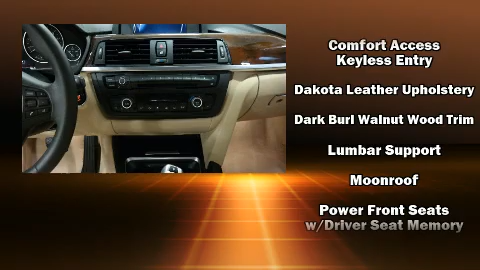 Comfort Access
Keyless Entry
Dakota Leather Upholstery
Dark Burl Walnut Wood Trim
Lumbar Support
Moonroof
Power Front Seats
w/Driver Seat Memory